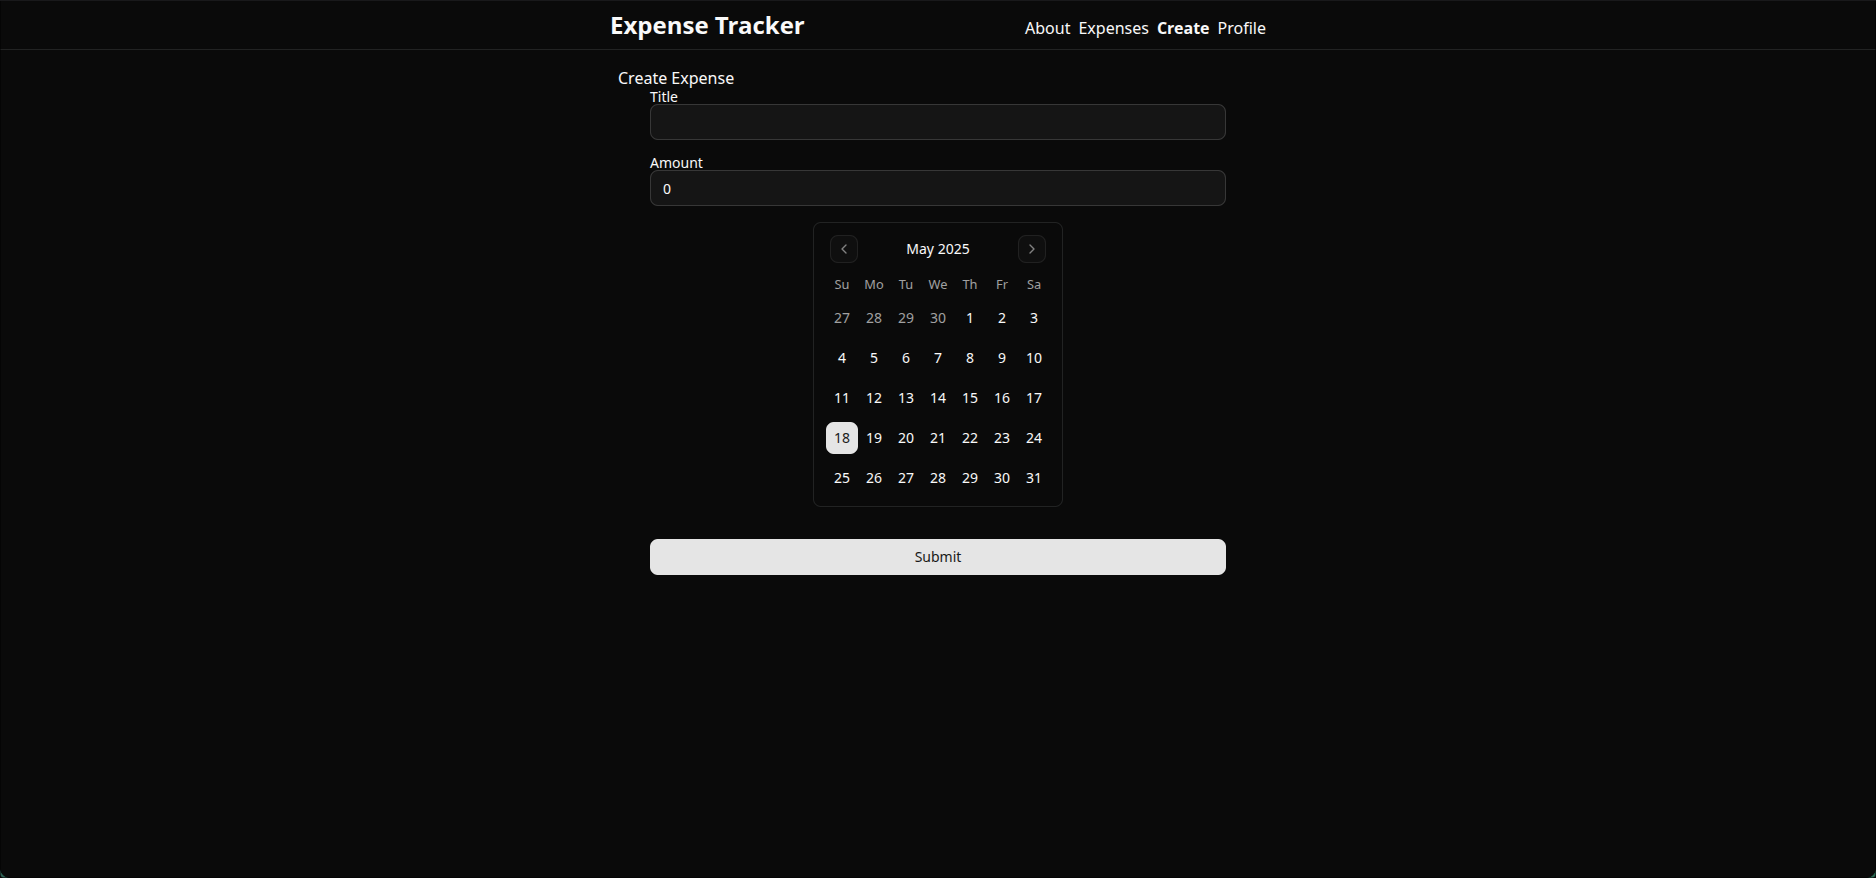 Expense Tracker About Expenses Create Profile
Create Expense
Title
Amount
0
May 2025
Su Mo Tu We Th Fr Sa
27 28 29 30 1 2 3
4 5 6 7 8 9 10
11 12 13 14 15 16 17
18 19 20 21 22 23 24
25 26 27 28 29 30 31
Submit